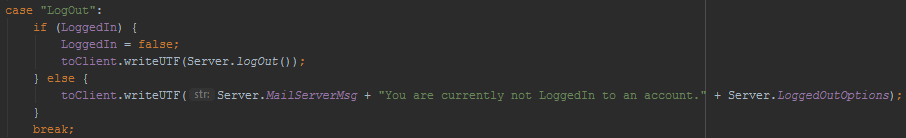 case "LogOut":
if (LoggedIn) {
LoggedIn = false;
toClient.writeUTF(Server.logOut());
} else {
toClient.writeUTF( str: Server.MailServerMsg + "You are currently not LoggedIn to an account." + Server.LoggedOutOptions);
}
break;